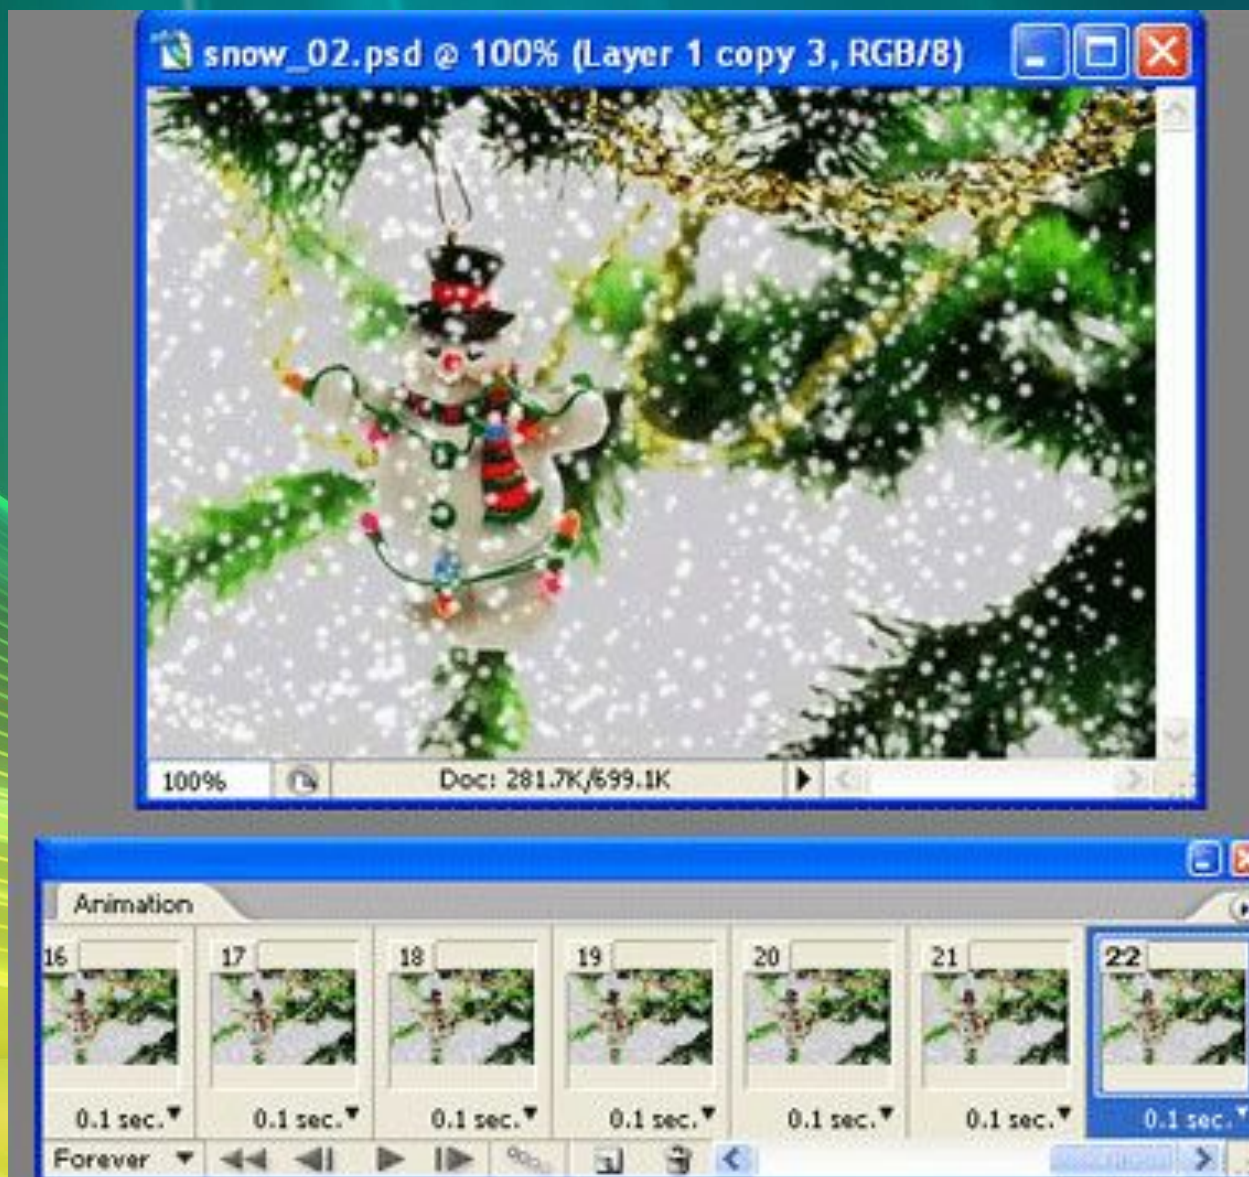 snow_02.psd @ 100% (Layer 1 copy 3, RGB/8)
100%
Doc: 281.7K/699.1K
Animation
16 17 18 19 20 21 22
0.1 sec. 0.1 sec. 0.1 sec. 0.1 sec. 0.1 sec. 0.1 sec. 0.1 sec.
Forever